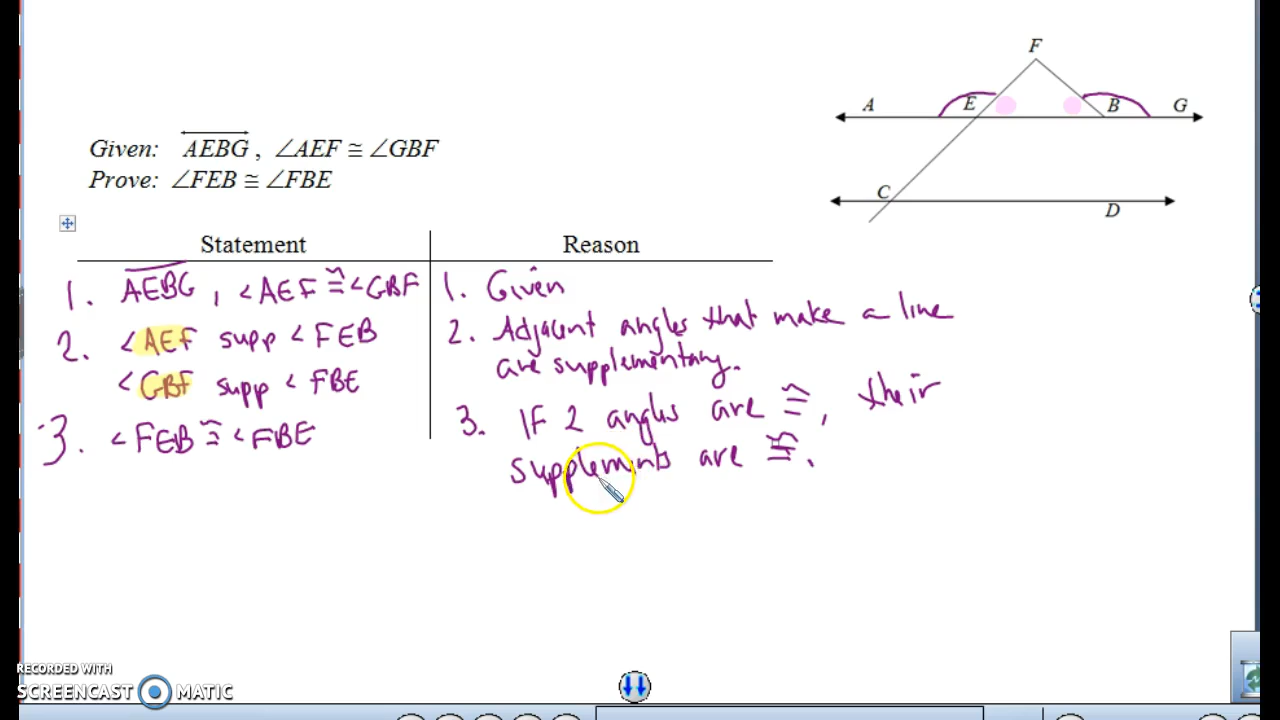 F
A E B G
Given: AEBG , ∠AEF ≅ ∠GBF
Prove: ∠FEB ≅ ∠FBE
C
D
Statement Reason
1. AEBG , <AEF ≅ <GBF 1. Given
2. <AEF supp <FEB 2. Adjacent angles that make a line
are supplementary.
<GBF supp < FBE
3. <FEB ≅ <FBE 3. IF 2 angles are ≅, their
supplements are ≅.
RECORDED WITH
SCREENCAST MATIC